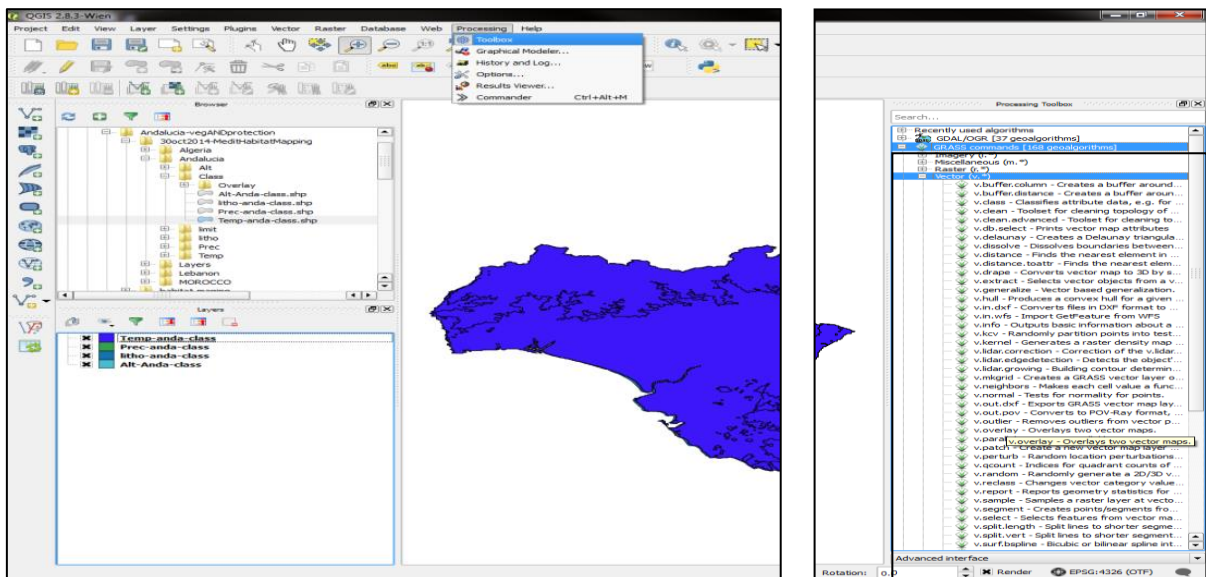 QGIS 2.8.3-Wien
Project Edit View Layer Settings Plugins Vector Raster Database Web Processing Help
Toolbox
Graphical Modeler...
History and Log...
Options...
Results Viewer...
Commander Ctrl+Alt+M
abc
Browser
Andalucia-vegANDprotection
30oct2014-MeditHabitatMapping
Algeria
Andalucia
Alt
Class
Overlay
Alt-Anda-class.shp
litho-anda-class.shp
Prec-anda-class.shp
Temp-anda-class.shp
limit
litho
Prec
Temp
Layers
Lebanon
MOROCCO
Layers
Temp-anda-class
Prec-anda-class
litho-anda-class
Alt-Anda-class
Processing Toolbox
Search...
Recently used algorithms
GDAL/OGR [37 geoalgorithms]
GRASS commands [168 geoalgorithms]
Imagery (i.*)
Miscellaneous (m.*)
Raster (r.*)
Vector (v.*)
v.buffer.column - Creates a buffer around...
v.buffer.distance - Creates a buffer aroun...
v.class - Classifies attribute data, e.g. for ...
v.clean - Toolset for cleaning topology of ...
v.clean.advanced - Toolset for cleaning to...
v.db.select - Prints vector map attributes
v.delaunay - Creates a Delaunay triangula...
v.dissolve - Dissolves boundaries between...
v.distance - Finds the nearest element in ...
v.distance.toattr - Finds the nearest elem...
v.drape - Converts vector map to 3D by s...
v.extract - Selects vector objects from a v...
v.generalize - Vector based generalization.
v.hull - Produces a convex hull for a given ...
v.in.dxf - Converts files in DXF format to ...
v.in.wfs - Import GetFeature from WFS
v.info - Outputs basic information about a ...
v.kcv - Randomly partition points into test...
v.kernel - Generates a raster density map ...
v.lidar.correction - Correction of the v.lidar...
v.lidar.edgedetection - Detects the object'...
v.lidar.growing - Building contour determin...
v.mkgrid - Creates a GRASS vector layer o...
v.neighbors - Makes each cell value a func...
v.normal - Tests for normality for points.
v.out.dxf - Exports GRASS vector map lay...
v.out.pov - Converts to POV-Ray format, ...
v.outlier - Removes outliers from vector p...
v.overlay - Overlays two vector maps.
v.para
v.overlay - Overlays two vector maps.
v.patch - Create a new vector map layer ...
v.perturb - Random location perturbations...
v.qcount - Indices for quadrant counts of ...
v.random - Randomly generate a 2D/3D v...
v.reclass - Changes vector category value...
v.report - Reports geometry statistics for ...
v.sample - Samples a raster layer at vecto...
v.segment - Creates points/segments fro...
v.select - Selects features from vector ma...
v.split.length - Split lines to shorter segme...
v.split.vert - Split lines to shorter segment...
v.surf.bspline - Bicubic or bilinear spline int...
Advanced interface
Rotation: 0.0 Render EPSG:4326 (OTF)